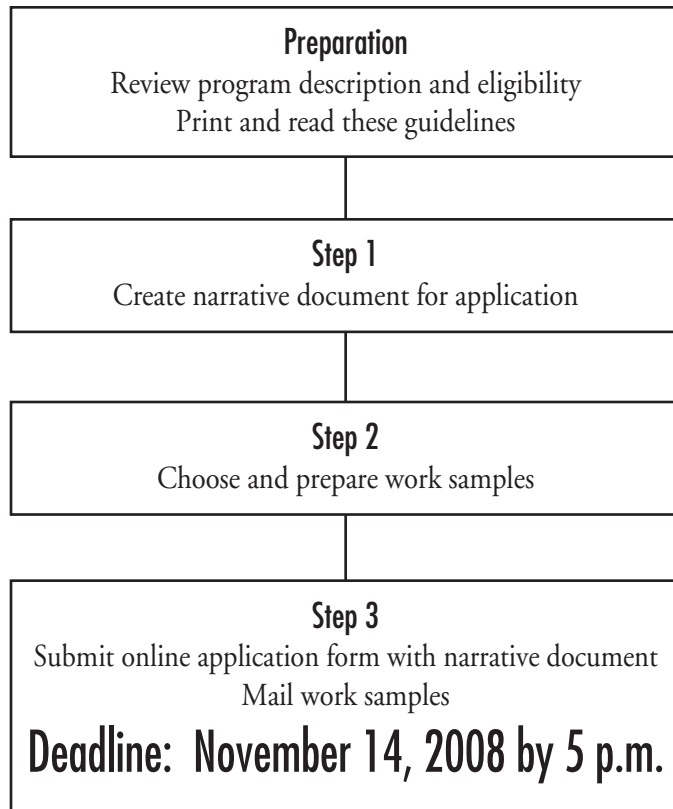 Preparation
Review program description and eligibility
Print and read these guidelines
Step 1
Create narrative document for application
Step 2
Choose and prepare work samples
Step 3
Submit online application form with narrative document
Mail work samples
Deadline: November 14, 2008 by 5 p.m.